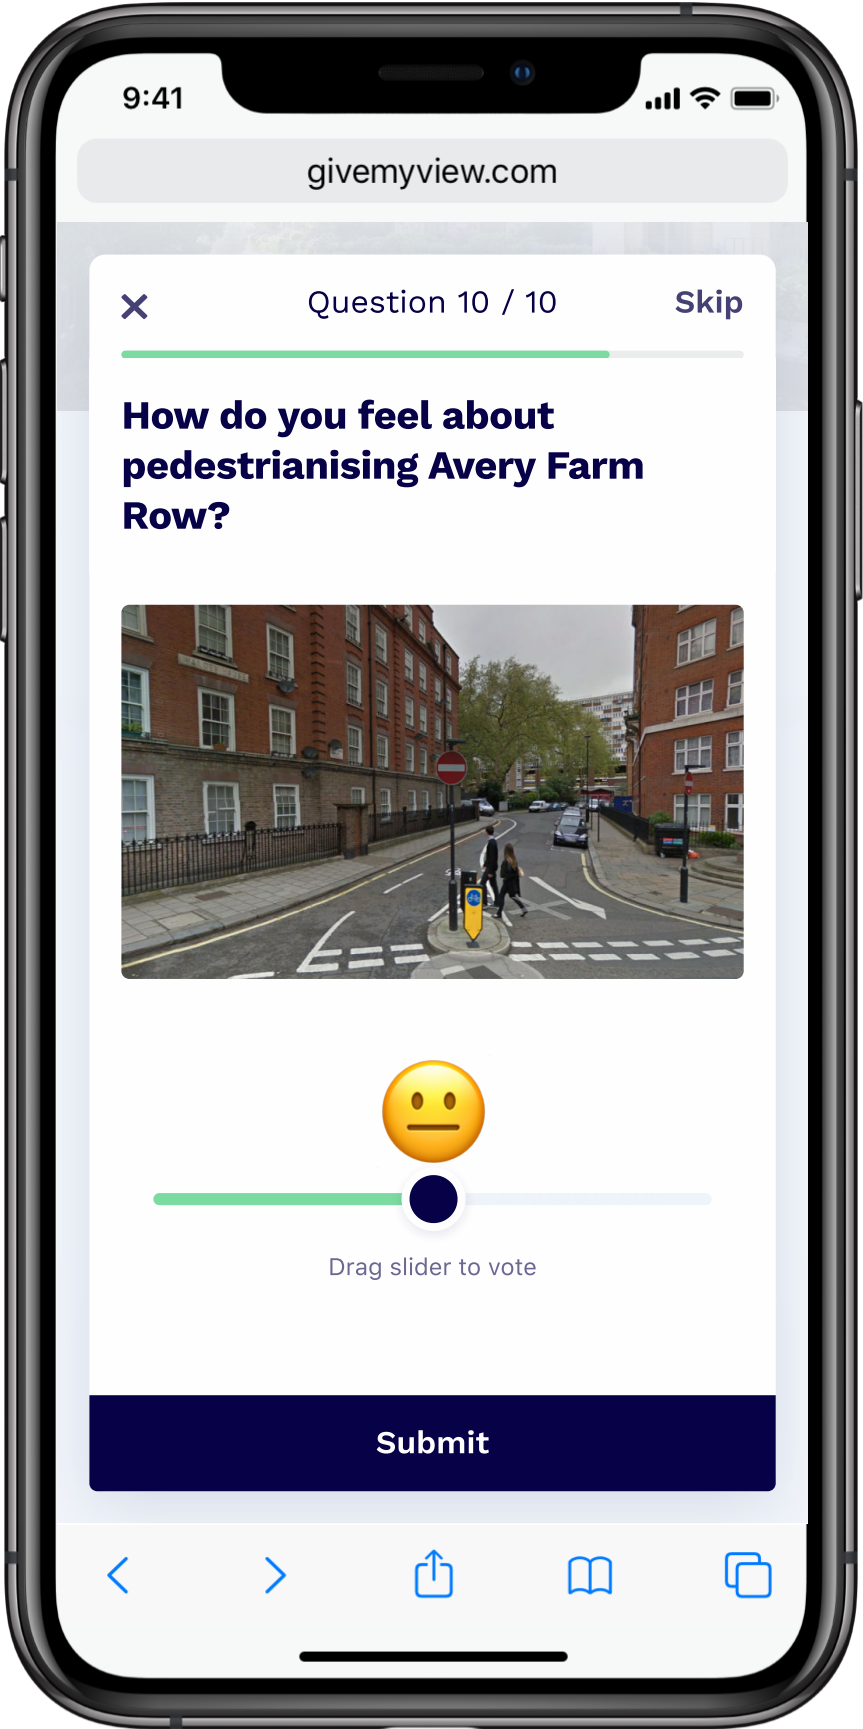 9:41
givemyview.com
Question 10 / 10
Skip
How do you feel about
pedestrianising Avery Farm
Row?
Drag slider to vote
Submit